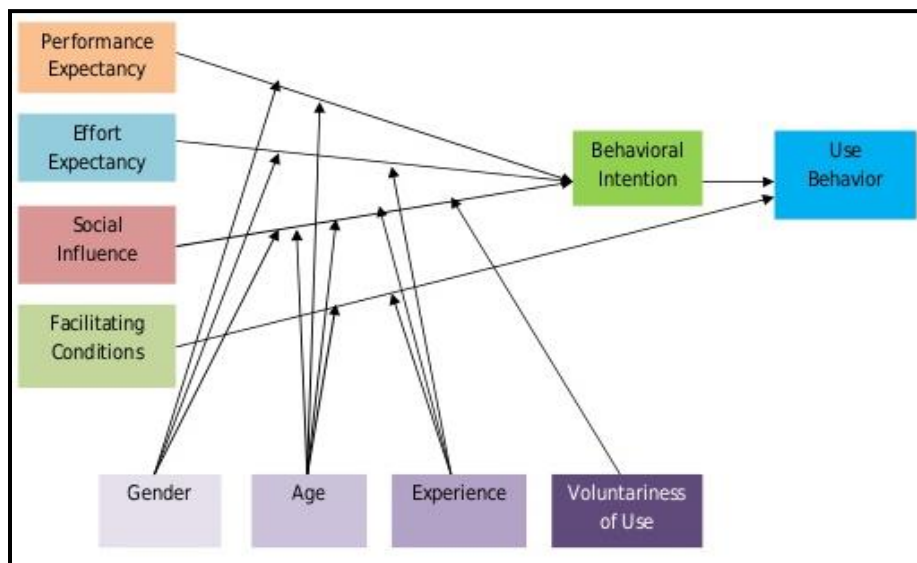 Performance
Expectancy
Effort
Expectancy
Social
Influence
Facilitating
Conditions
Behavioral
Intention
Use
Behavior
Gender
Age
Experience
Voluntariness
of Use